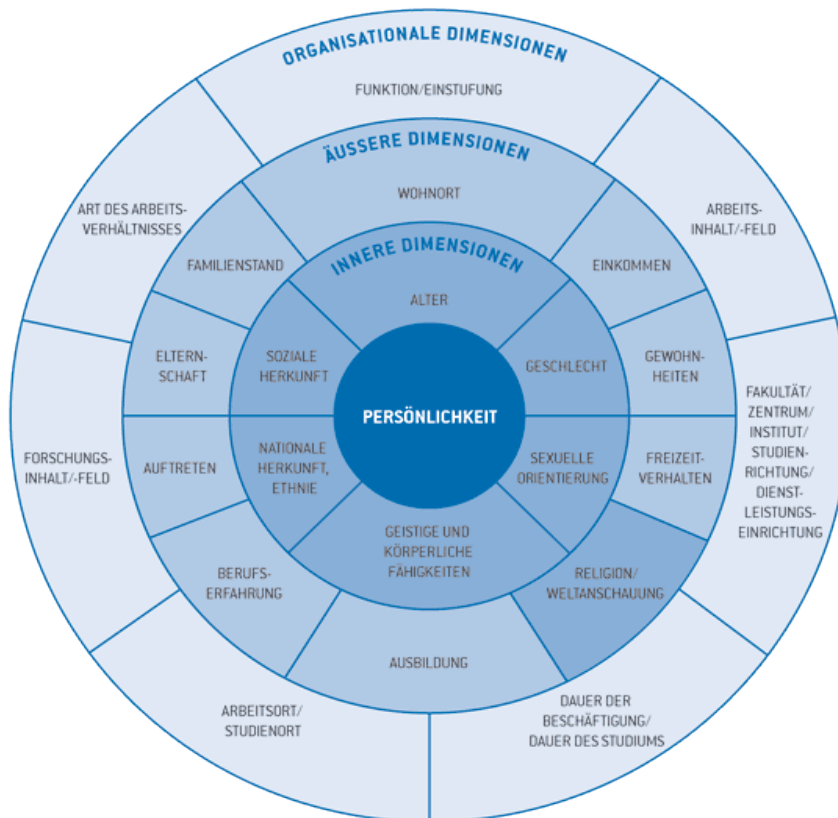 ORGANISATIONALE DIMENSIONEN
FUNKTION/EINSTUFUNG
ÄUSSERE DIMENSIONEN
WOHNORT
INNERE DIMENSIONEN
ALTER
ART DES ARBEITS-
VERHÄLTNISSES
ARBEITS-
INHALT/-FELD
FAMILIENSTAND
EINKOMMEN
ELTERN-
SCHAFT
SOZIALE
HERKUNFT
GESCHLECHT
GEWOHN-
HEITEN
PERSÖNLICHKEIT
FORSCHUNGS-
INHALT/-FELD
AUFTRETEN
NATIONALE
HERKUNFT,
ETHNIE
SEXUELLE
ORIENTIERUNG
FREIZEIT-
VERHALTEN
FAKULTÄT/
ZENTRUM/
INSTITUT/
STUDIEN-
RICHTUNG/
DIENST-
LEISTUNGS-
EINRICHTUNG
GEISTIGE UND
KÖRPERLICHE
FÄHIGKEITEN
BERUFS-
ERFAHRUNG
RELIGION/
WELTANSCHAUUNG
AUSBILDUNG
ARBEITSORT/
STUDIENORT
DAUER DER
BESCHÄFTIGUNG/
DAUER DES STUDIUMS